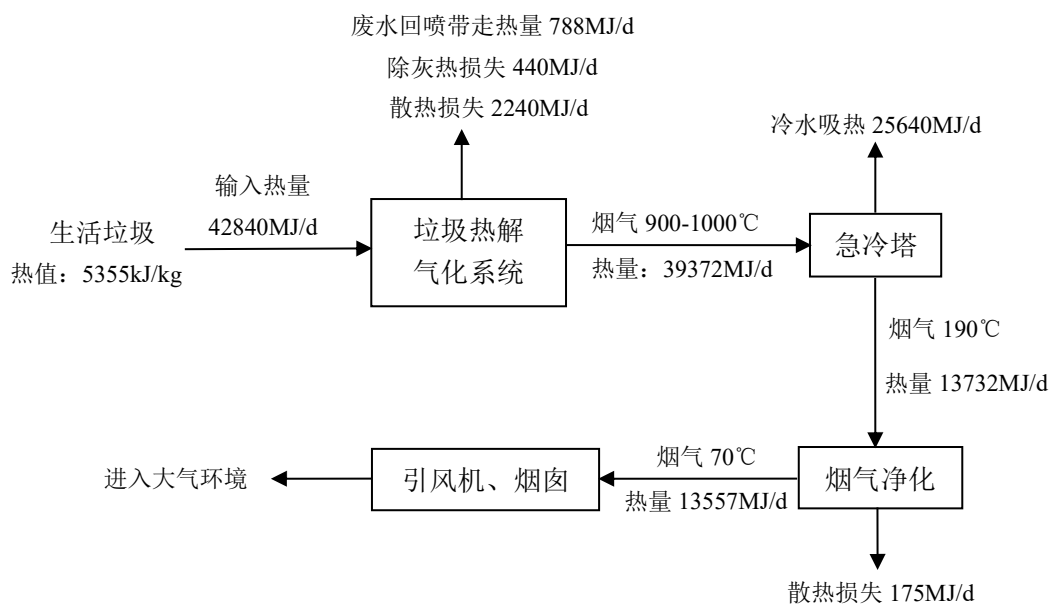 废水回喷带走热量 788MJ/d
除灰热损失 440MJ/d
散热损失 2240MJ/d
冷水吸热 25640MJ/d
输入热量
42840MJ/d
生活垃圾
热值：5355kJ/kg
垃圾热解
气化系统
烟气 900-1000℃
热量：39372MJ/d
急冷塔
烟气 190℃
热量 13732MJ/d
进入大气环境
引风机、烟囱
烟气 70℃
热量 13557MJ/d
烟气净化
散热损失 175MJ/d